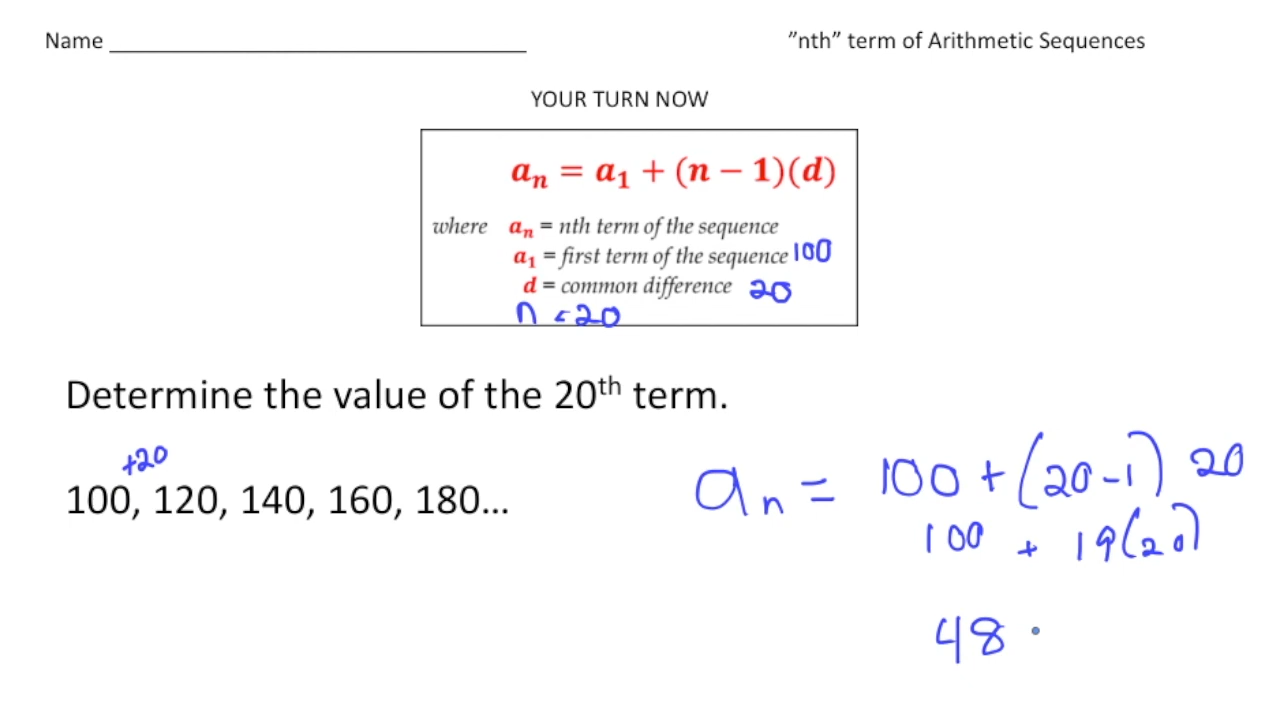 Name ______________________________ ”nth” term of Arithmetic Sequences
YOUR TURN NOW
aₙ = a₁ + (n − 1)(d)
where aₙ = nth term of the sequence
a₁ = first term of the sequence 100
d = common difference 20
n = 20
Determine the value of the 20ᵗʰ term.
+20
100, 120, 140, 160, 180…
aₙ = 100 + (20-1) 20
100 + 19(20)
48